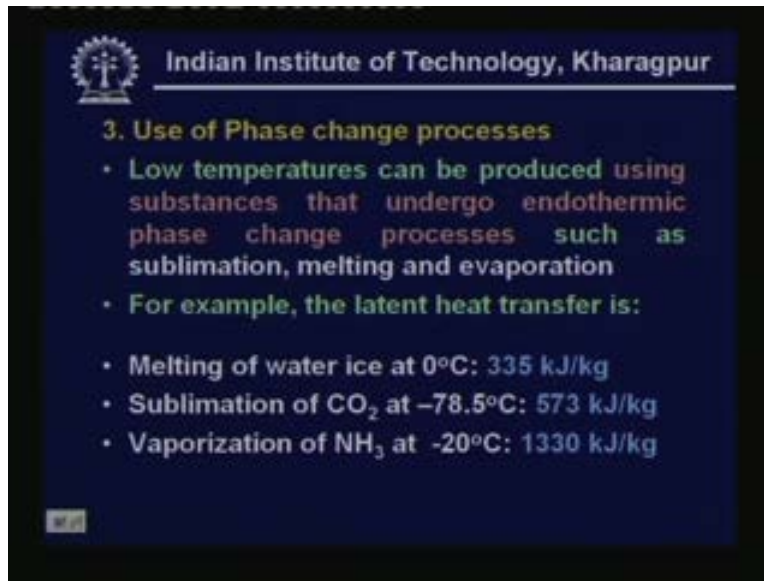 Indian Institute of Technology, Kharagpur
3. Use of Phase change processes
• Low temperatures can be produced using
substances that undergo endothermic
phase change processes such as
sublimation, melting and evaporation
• For example, the latent heat transfer is:
• Melting of water ice at 0°C: 335 kJ/kg
• Sublimation of CO₂ at –78.5°C: 573 kJ/kg
• Vaporization of NH₃ at -20°C: 1330 kJ/kg